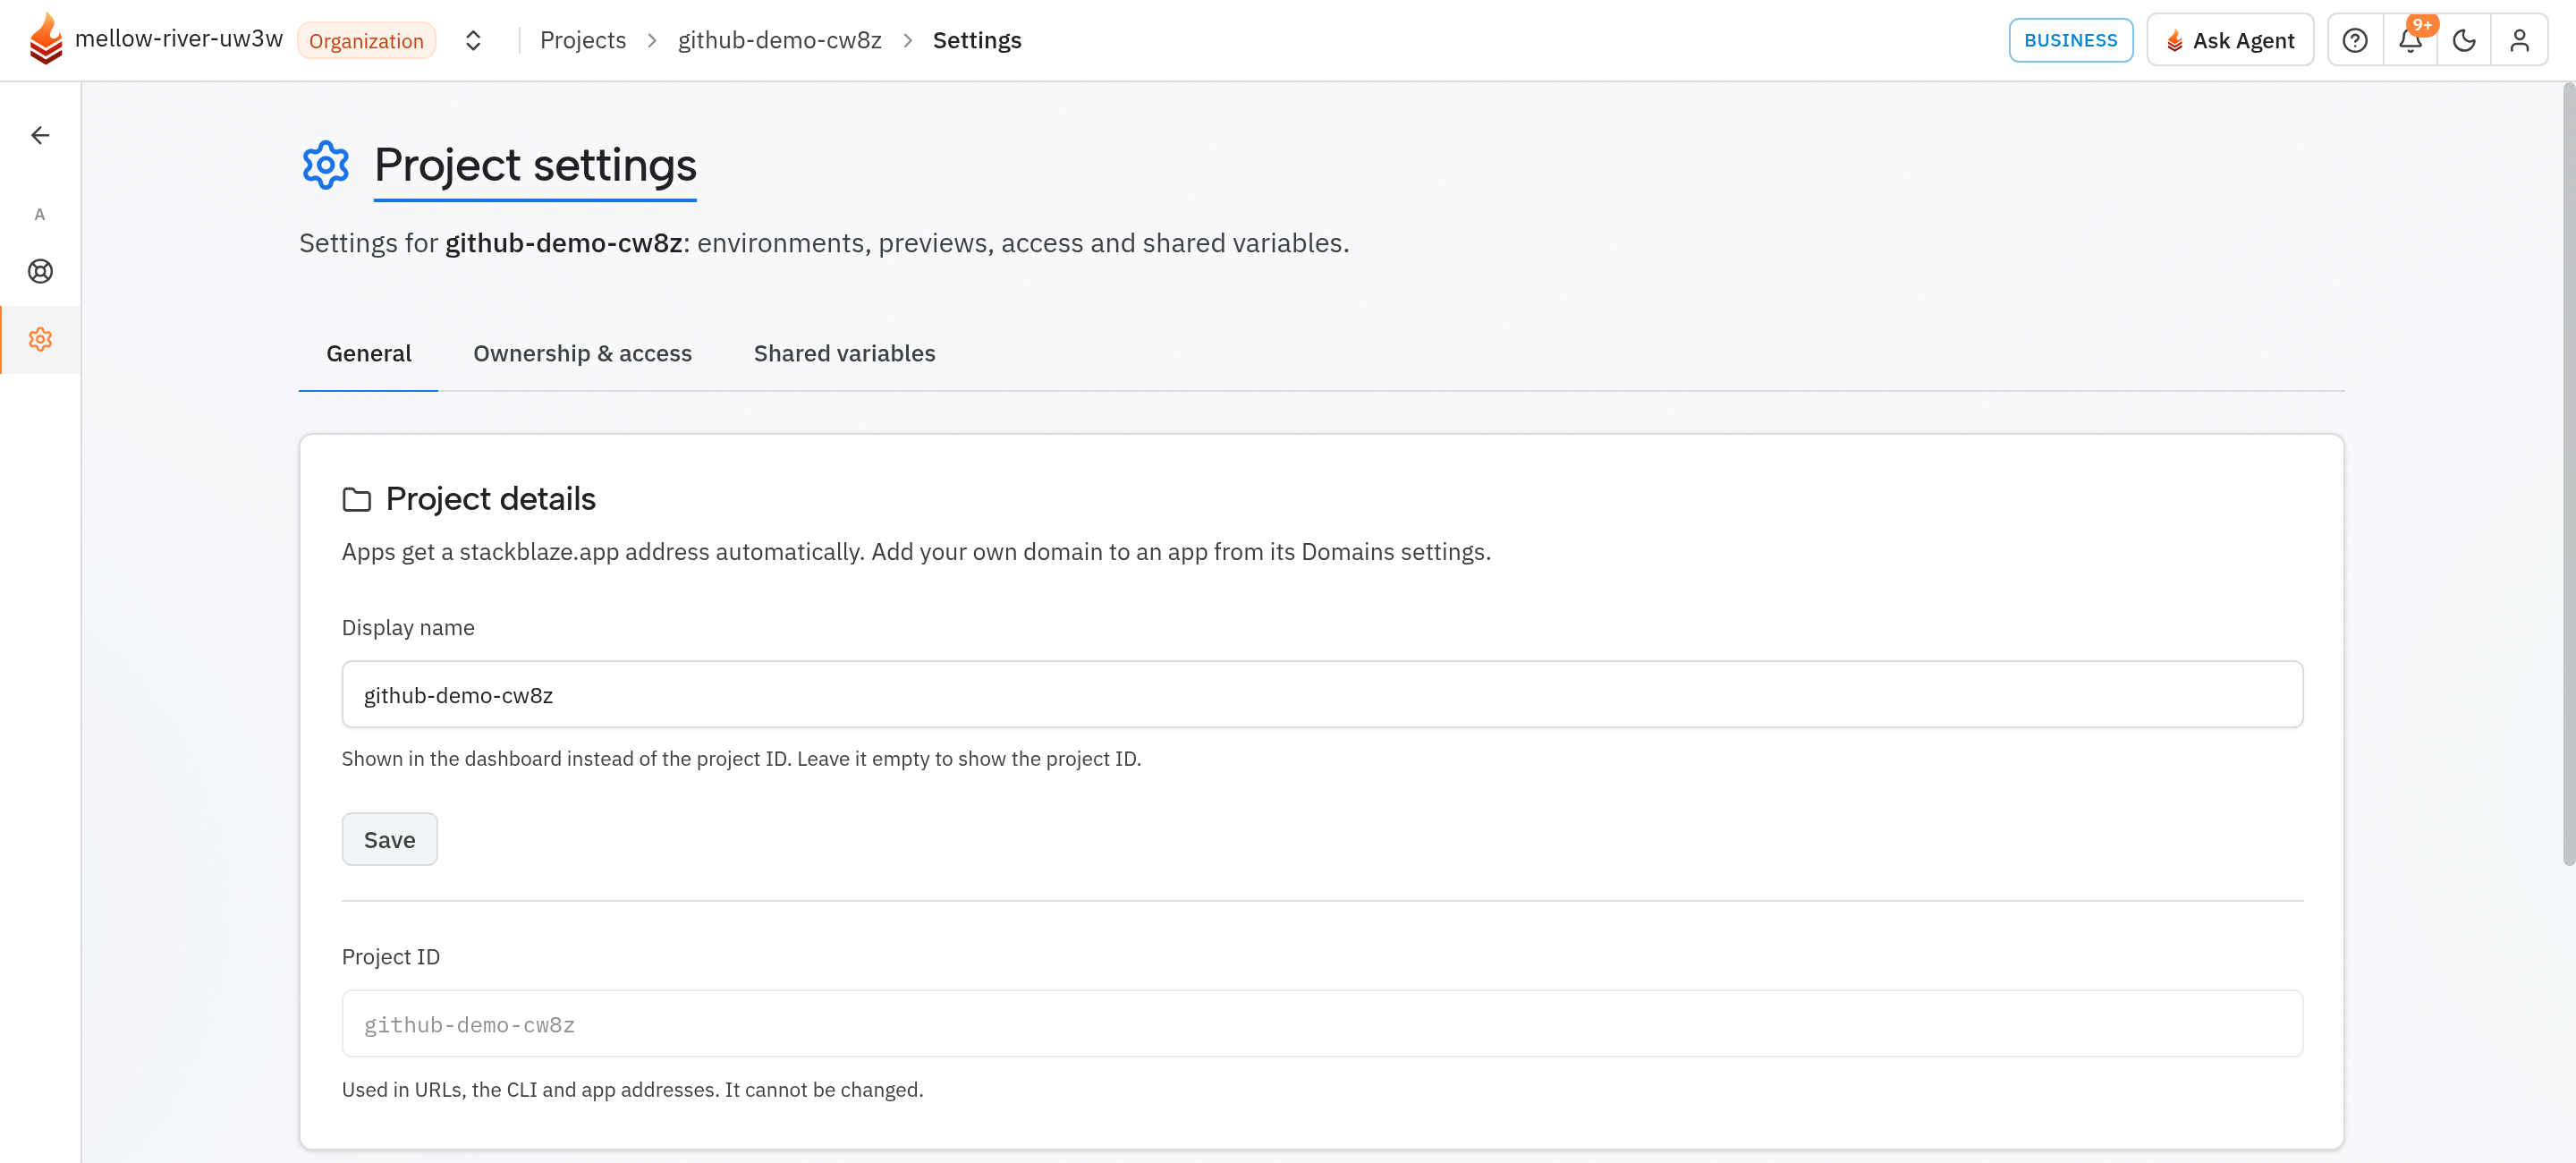 mellow-river-uw3w Organization Projects > github-demo-cw8z > Settings BUSINESS Ask Agent 9+
A
Project settings
Settings for github-demo-cw8z: environments, previews, access and shared variables.
General Ownership & access Shared variables
Project details
Apps get a stackblaze.app address automatically. Add your own domain to an app from its Domains settings.
Display name
github-demo-cw8z
Shown in the dashboard instead of the project ID. Leave it empty to show the project ID.
Save
Project ID
github-demo-cw8z
Used in URLs, the CLI and app addresses. It cannot be changed.